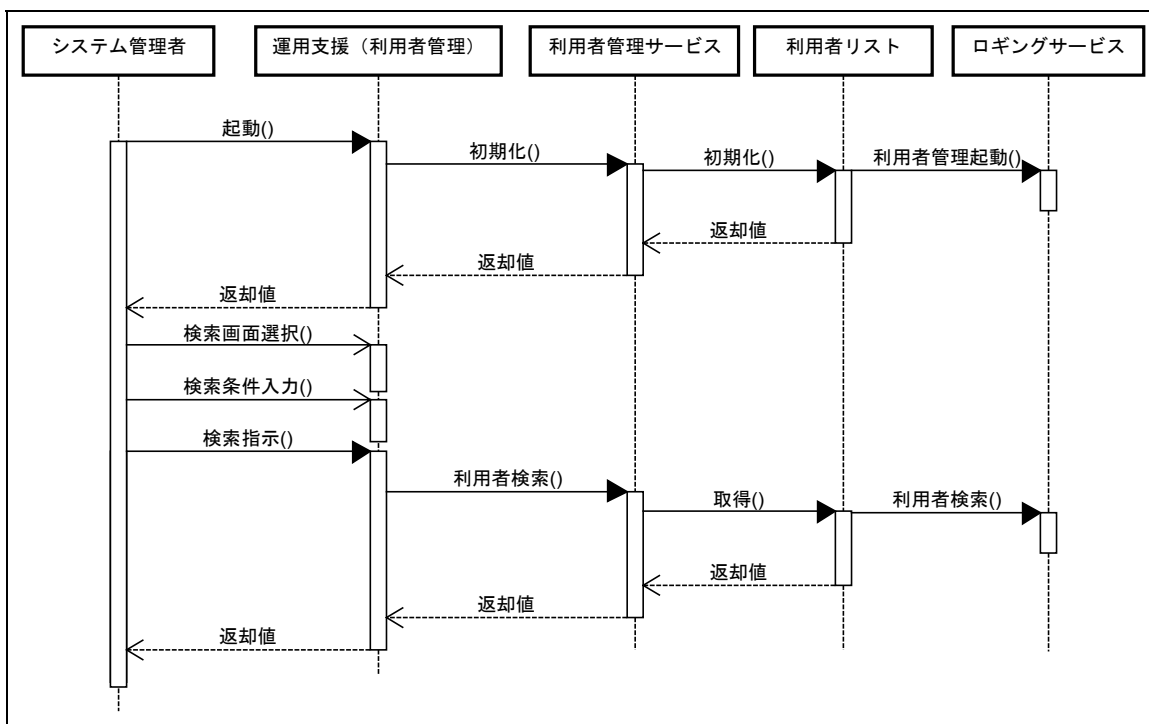 システム管理者
運用支援（利用者管理）
利用者管理サービス
利用者リスト
ロギングサービス
起動()
初期化()
初期化()
利用者管理起動()
返却値
返却値
返却値
検索画面選択()
検索条件入力()
検索指示()
利用者検索()
取得()
利用者検索()
返却値
返却値
返却値